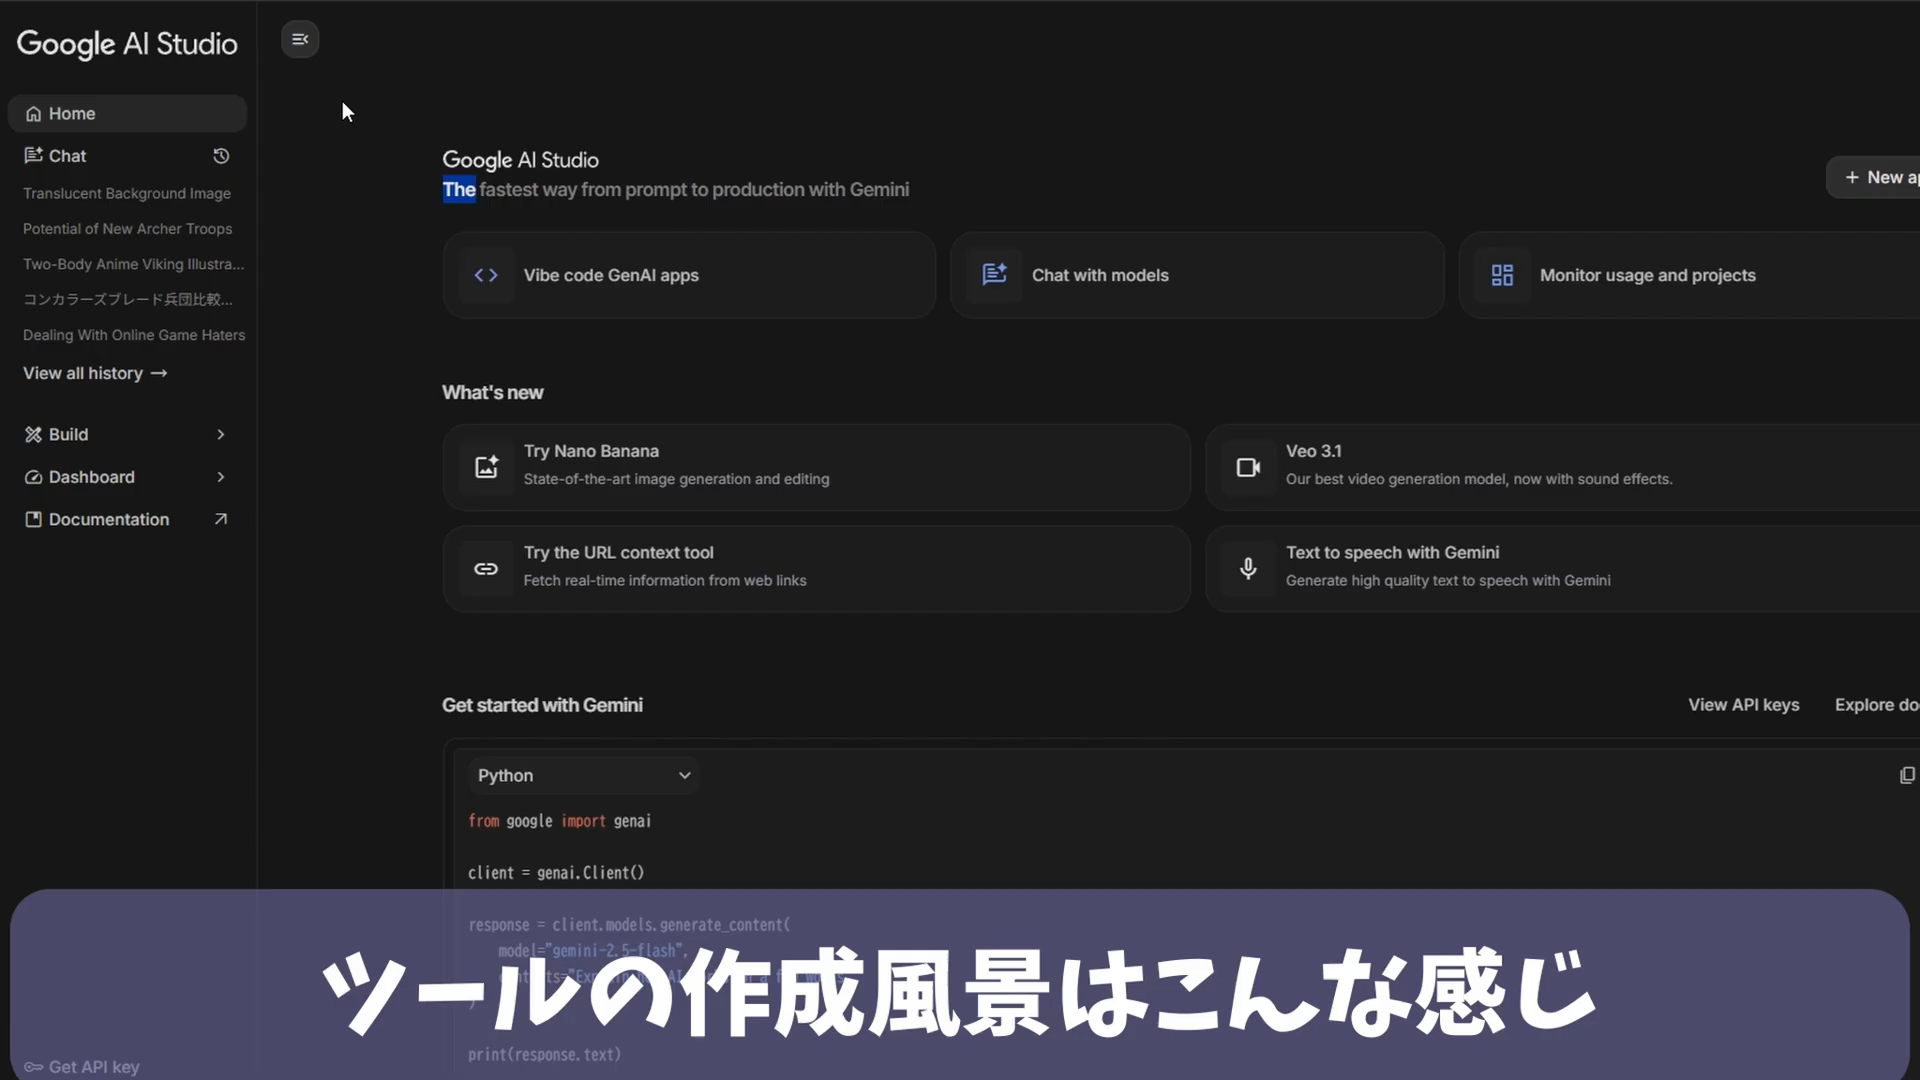 Google AI Studio
Home
Chat
Translucent Background Image
Potential of New Archer Troops
Two-Body Anime Viking Illustra...
コンカラーズブレード兵団比較...
Dealing With Online Game Haters
View all history →
Build
Dashboard
Documentation
Get API key
Google AI Studio
The fastest way from prompt to production with Gemini
+ New ap
Vibe code GenAI apps
Chat with models
Monitor usage and projects
What's new
Try Nano Banana
State-of-the-art image generation and editing
Veo 3.1
Our best video generation model, now with sound effects.
Try the URL context tool
Fetch real-time information from web links
Text to speech with Gemini
Generate high quality text to speech with Gemini
Get started with Gemini
View API keys
Explore do
Python
from google import genai
client = genai.Client()
response = client.models.generate_content(
model="gemini-2.5-flash",
print(response.text)
ツールの作成風景はこんな感じ